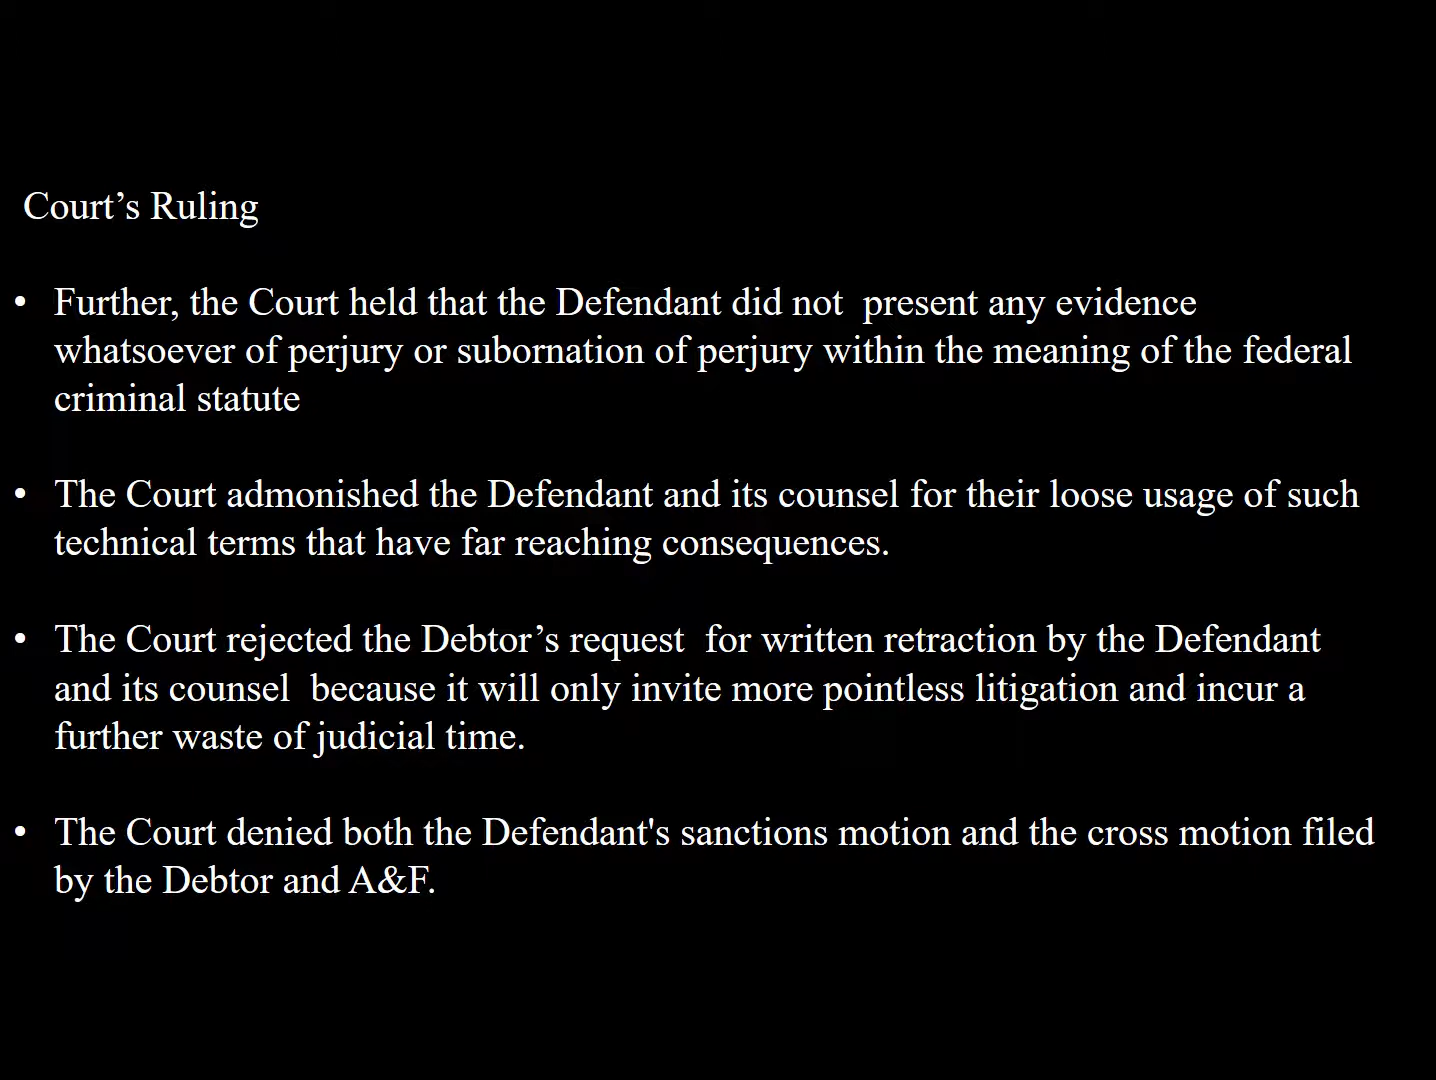 Court’s Ruling
• Further, the Court held that the Defendant did not  present any evidence
whatsoever of perjury or subornation of perjury within the meaning of the federal
criminal statute
• The Court admonished the Defendant and its counsel for their loose usage of such
technical terms that have far reaching consequences.
• The Court rejected the Debtor’s request  for written retraction by the Defendant
and its counsel  because it will only invite more pointless litigation and incur a
further waste of judicial time.
• The Court denied both the Defendant's sanctions motion and the cross motion filed
by the Debtor and A&F.